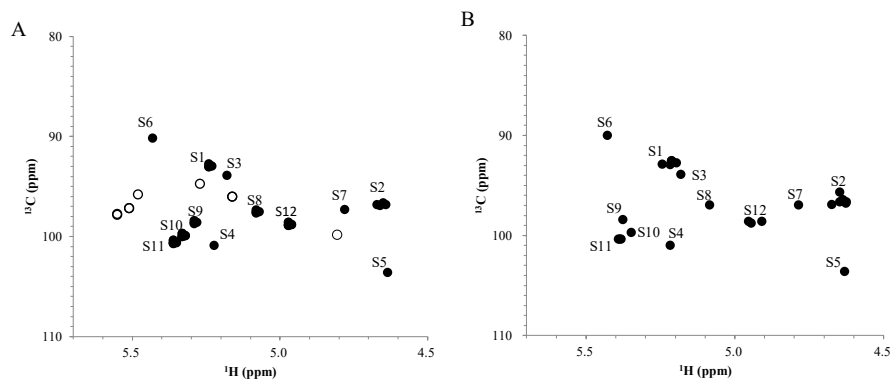 A
80
90
100
110
¹³C (ppm)
5.5
5.0
4.5
¹H (ppm)
S6
S1
S3
S7
S2
S8
S9
S12
S10
S11
S4
S5
B
80
90
100
110
¹³C (ppm)
5.5
5.0
4.5
¹H (ppm)
S6
S1
S3
S2
S8
S7
S9
S12
S10
S11
S4
S5